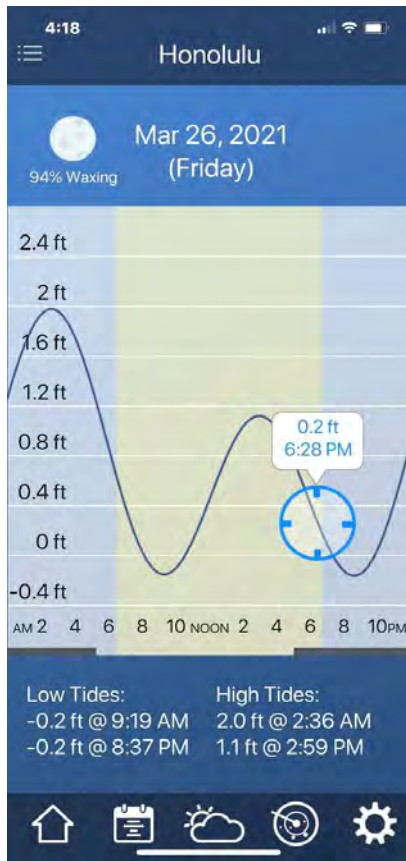 4:18
Honolulu
Mar 26, 2021
(Friday)
94% Waxing
2.4 ft
2 ft
1.6 ft
1.2 ft
0.2 ft
6:28 PM
0.8 ft
0.4 ft
0 ft
-0.4 ft
AM 2 4 6 8 10 NOON 2 4 6 8 10PM
Low Tides: High Tides:
-0.2 ft @ 9:19 AM 2.0 ft @ 2:36 AM
-0.2 ft @ 8:37 PM 1.1 ft @ 2:59 PM